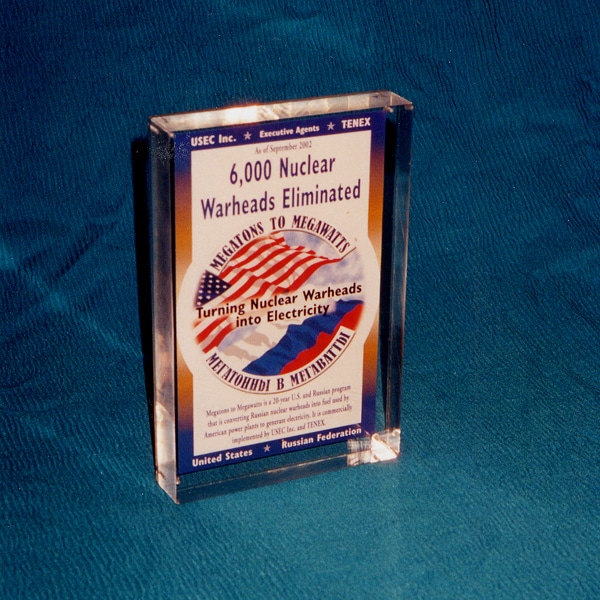 USEC Inc. ★ Executive Agents ★ TENEX
As of September 2002
6,000 Nuclear
Warheads Eliminated
MEGATONS TO MEGAWATTS
Turning Nuclear Warheads
into Electricity
МЕГАТОННЫ В МЕГАВАТТЫ
Megatons to Megawatts is a 20-year U.S. and Russian program
that is converting Russian nuclear warheads into fuel used by
American power plants to generate electricity. It is commercially
implemented by USEC Inc. and TENEX.
United States ★ Russian Federation